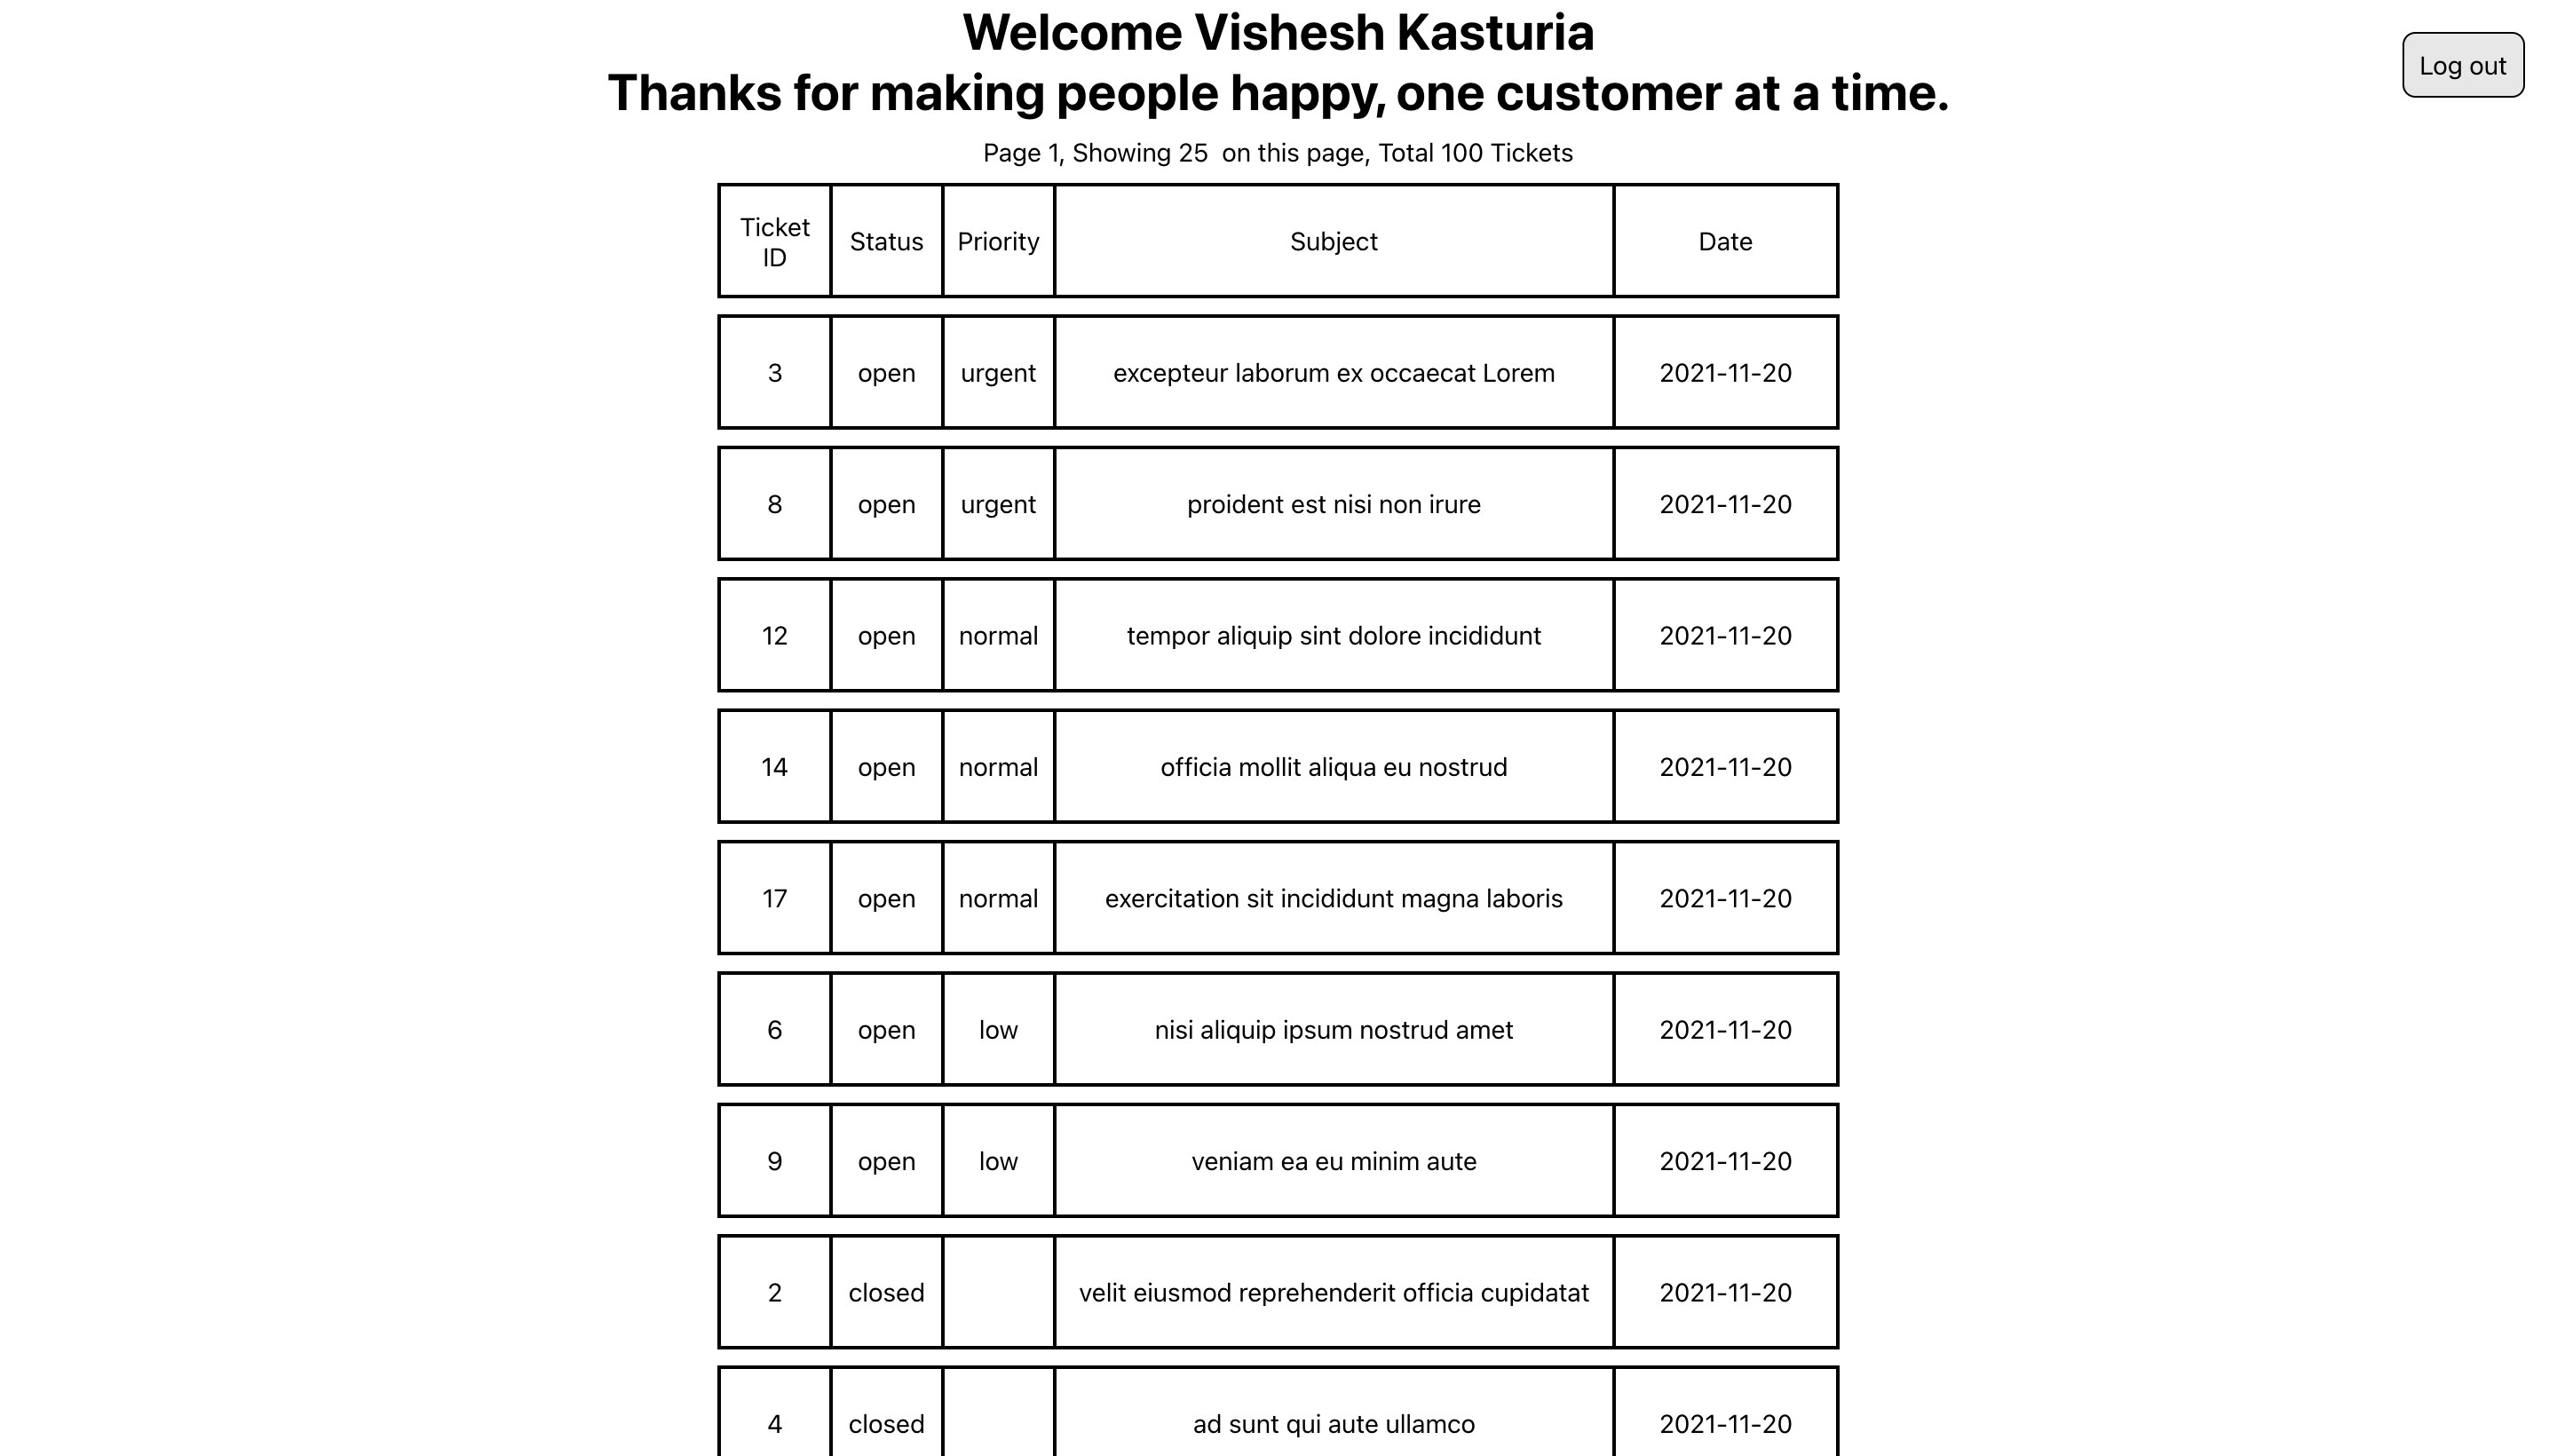 Welcome Vishesh Kasturia
Log out
Thanks for making people happy, one customer at a time.
Page 1, Showing 25  on this page, Total 100 Tickets
Ticket ID Status Priority Subject Date
3 open urgent excepteur laborum ex occaecat Lorem 2021-11-20
8 open urgent proident est nisi non irure 2021-11-20
12 open normal tempor aliquip sint dolore incididunt 2021-11-20
14 open normal officia mollit aliqua eu nostrud 2021-11-20
17 open normal exercitation sit incididunt magna laboris 2021-11-20
6 open low nisi aliquip ipsum nostrud amet 2021-11-20
9 open low veniam ea eu minim aute 2021-11-20
2 closed velit eiusmod reprehenderit officia cupidatat 2021-11-20
4 closed ad sunt qui aute ullamco 2021-11-20